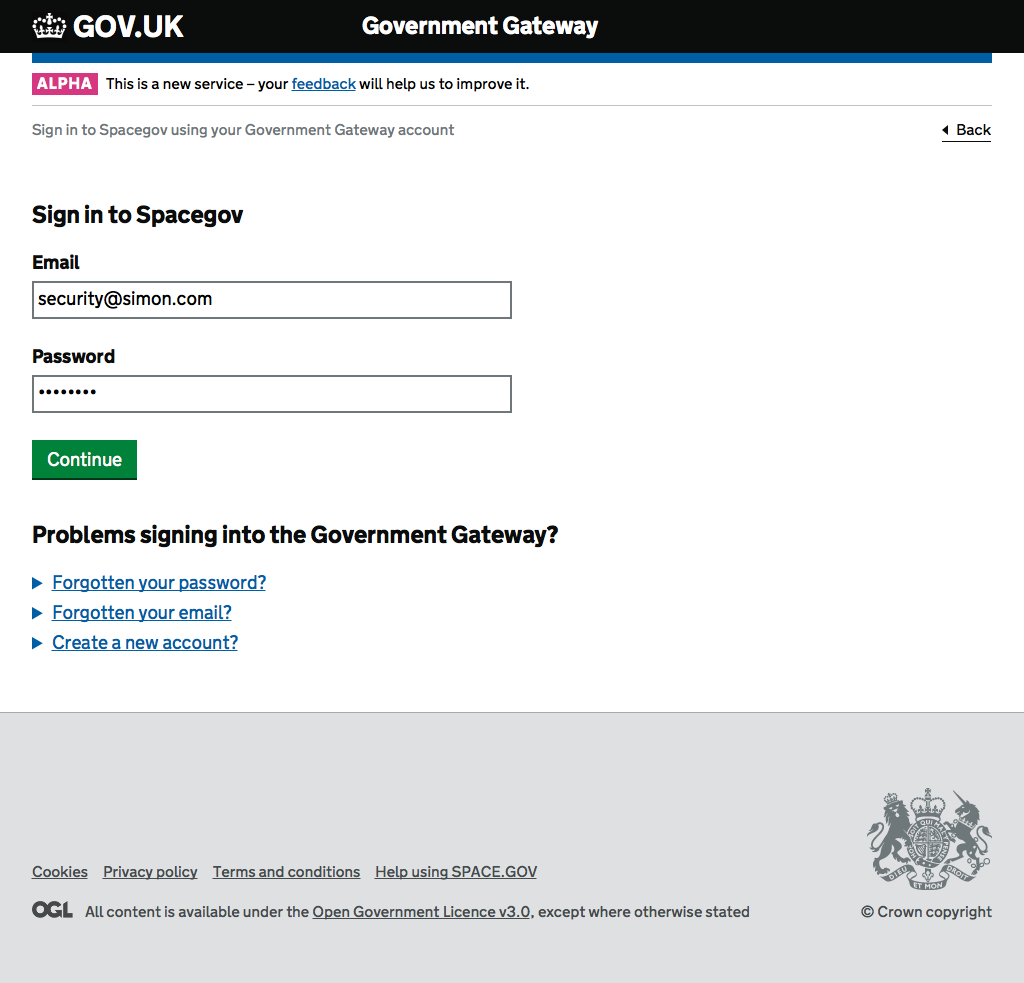 GOV.UK Government Gateway
ALPHA This is a new service – your feedback will help us to improve it.
Sign in to Spacegov using your Government Gateway account
Back
Sign in to Spacegov
Email
security@simon.com
Password
••••••••
Continue
Problems signing into the Government Gateway?
Forgotten your password?
Forgotten your email?
Create a new account?
Cookies Privacy policy Terms and conditions Help using SPACE.GOV
OGL All content is available under the Open Government Licence v3.0, except where otherwise stated
DIEU ET MON DROIT
© Crown copyright